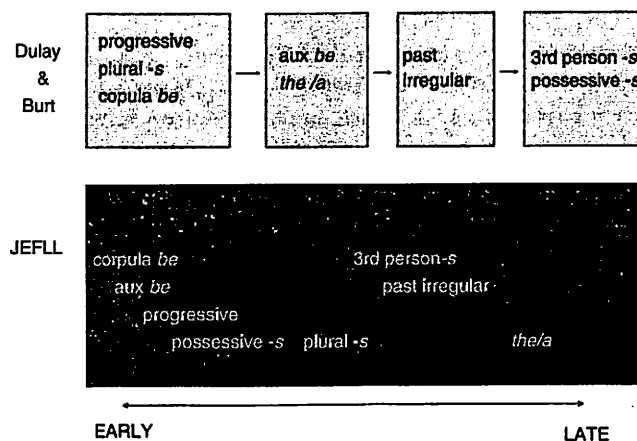 Dulay
&
Burt
progressive
plural -s
copula be
aux be
the /a
past
irregular
3rd person -s
possessive -s
JEFLL
corpula be
3rd person-s
aux be
past irregular
progressive
possessive -s
plural -s
the/a
EARLY
LATE